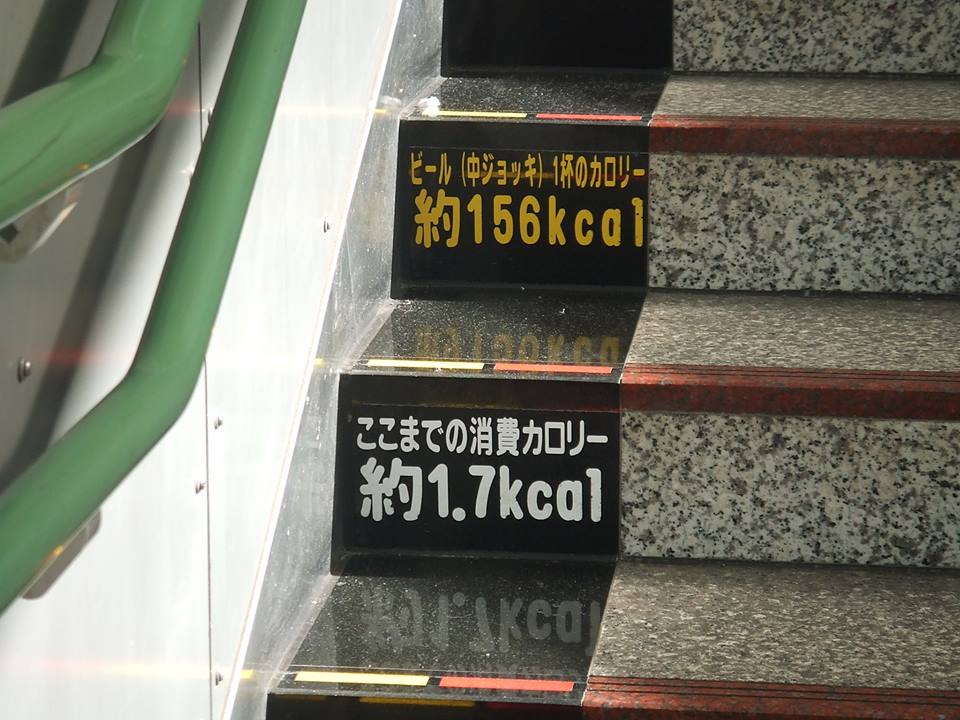 ビール（中ジョッキ）1杯のカロリー
約156kcal
ここまでの消費カロリー
約1.7kcal